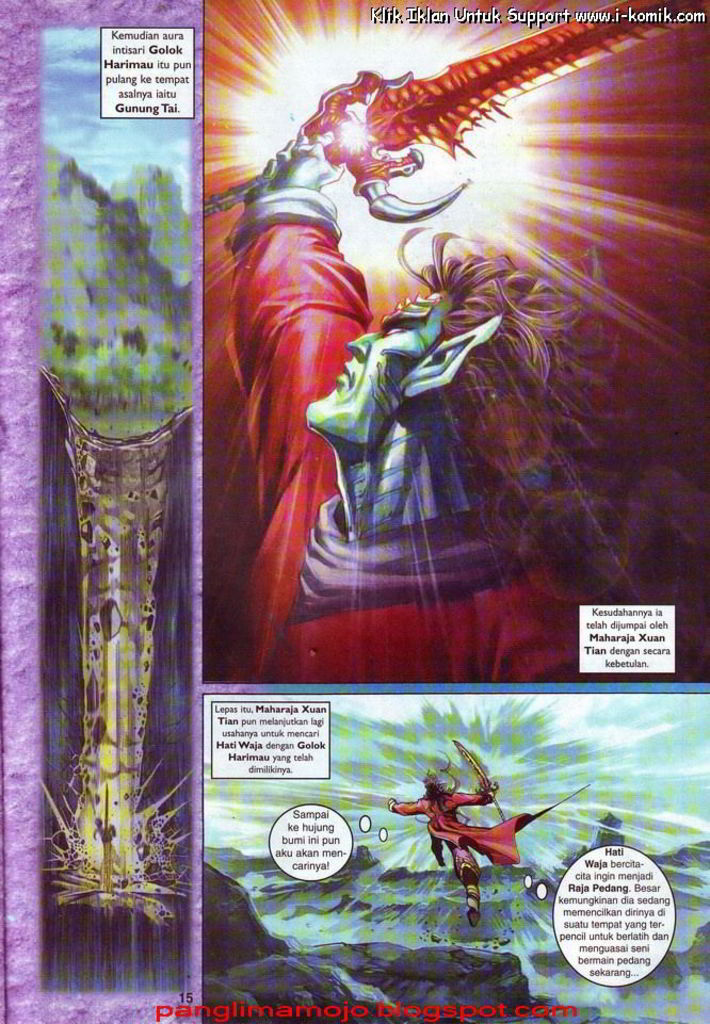 Klik Iklan Untuk Support www.i-komik.com
Kemudian aura
intisari Golok
Harimau itu pun
pulang ke tempat
asalnya iaitu
Gunung Tai.
Kesudahannya ia
telah dijumpai oleh
Maharaja Xuan
Tian dengan secara
kebetulan.
Lepas itu, Maharaja Xuan
Tian pun melanjutkan lagi
usahanya untuk mencari
Hati Waja dengan Golok
Harimau yang telah
dimilikinya.
Sampai
ke hujung
bumi ini pun
aku akan men-
carinya!
Hati
Waja bercita-
cita ingin menjadi
Raja Pedang. Besar
kemungkinan dia sedang
memencilkan dirinya di
suatu tempat yang ter-
pencil untuk berlatih dan
menguasai seni
bermain pedang
sekarang...
15
panglimamojo.blogspot.com